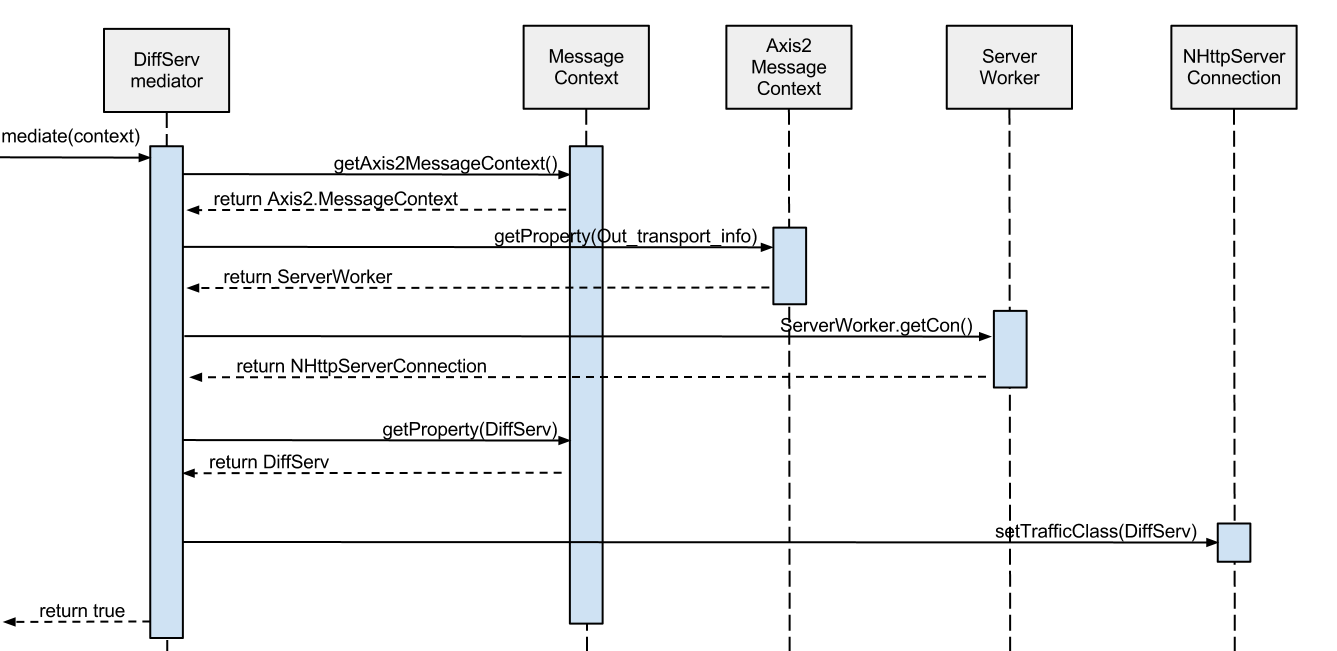 DiffServ
mediator
Message
Context
Axis2
Message
Context
Server
Worker
NHttpServer
Connection
mediate(context)
getAxis2MessageContext()
return Axis2.MessageContext
getProperty(Out_transport_info)
return ServerWorker
ServerWorker.getCon()
return NHttpServerConnection
getProperty(DiffServ)
return DiffServ
setTrafficClass(DiffServ)
return true